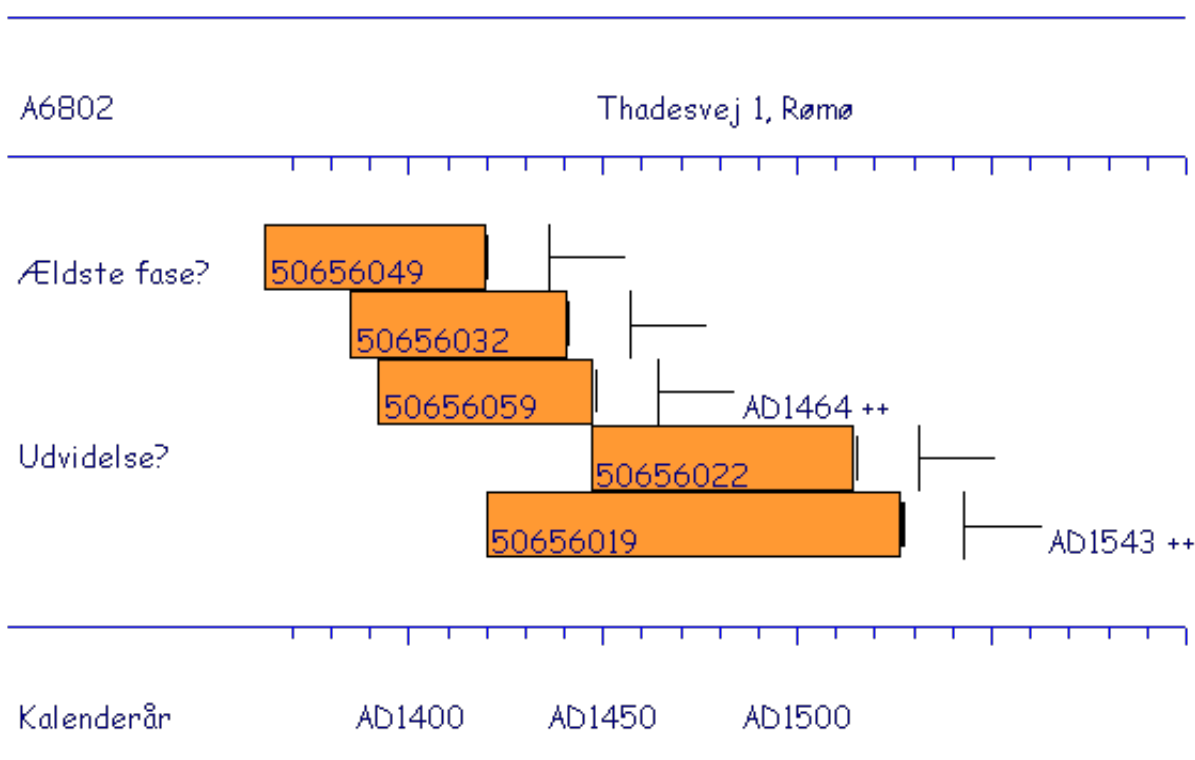 A6802 Thadesvej 1, Rømø
Ældste fase? 50656049
50656032
50656059 AD1464 ++
Udvidelse? 50656022
50656019 AD1543 ++
Kalenderår AD1400 AD1450 AD1500